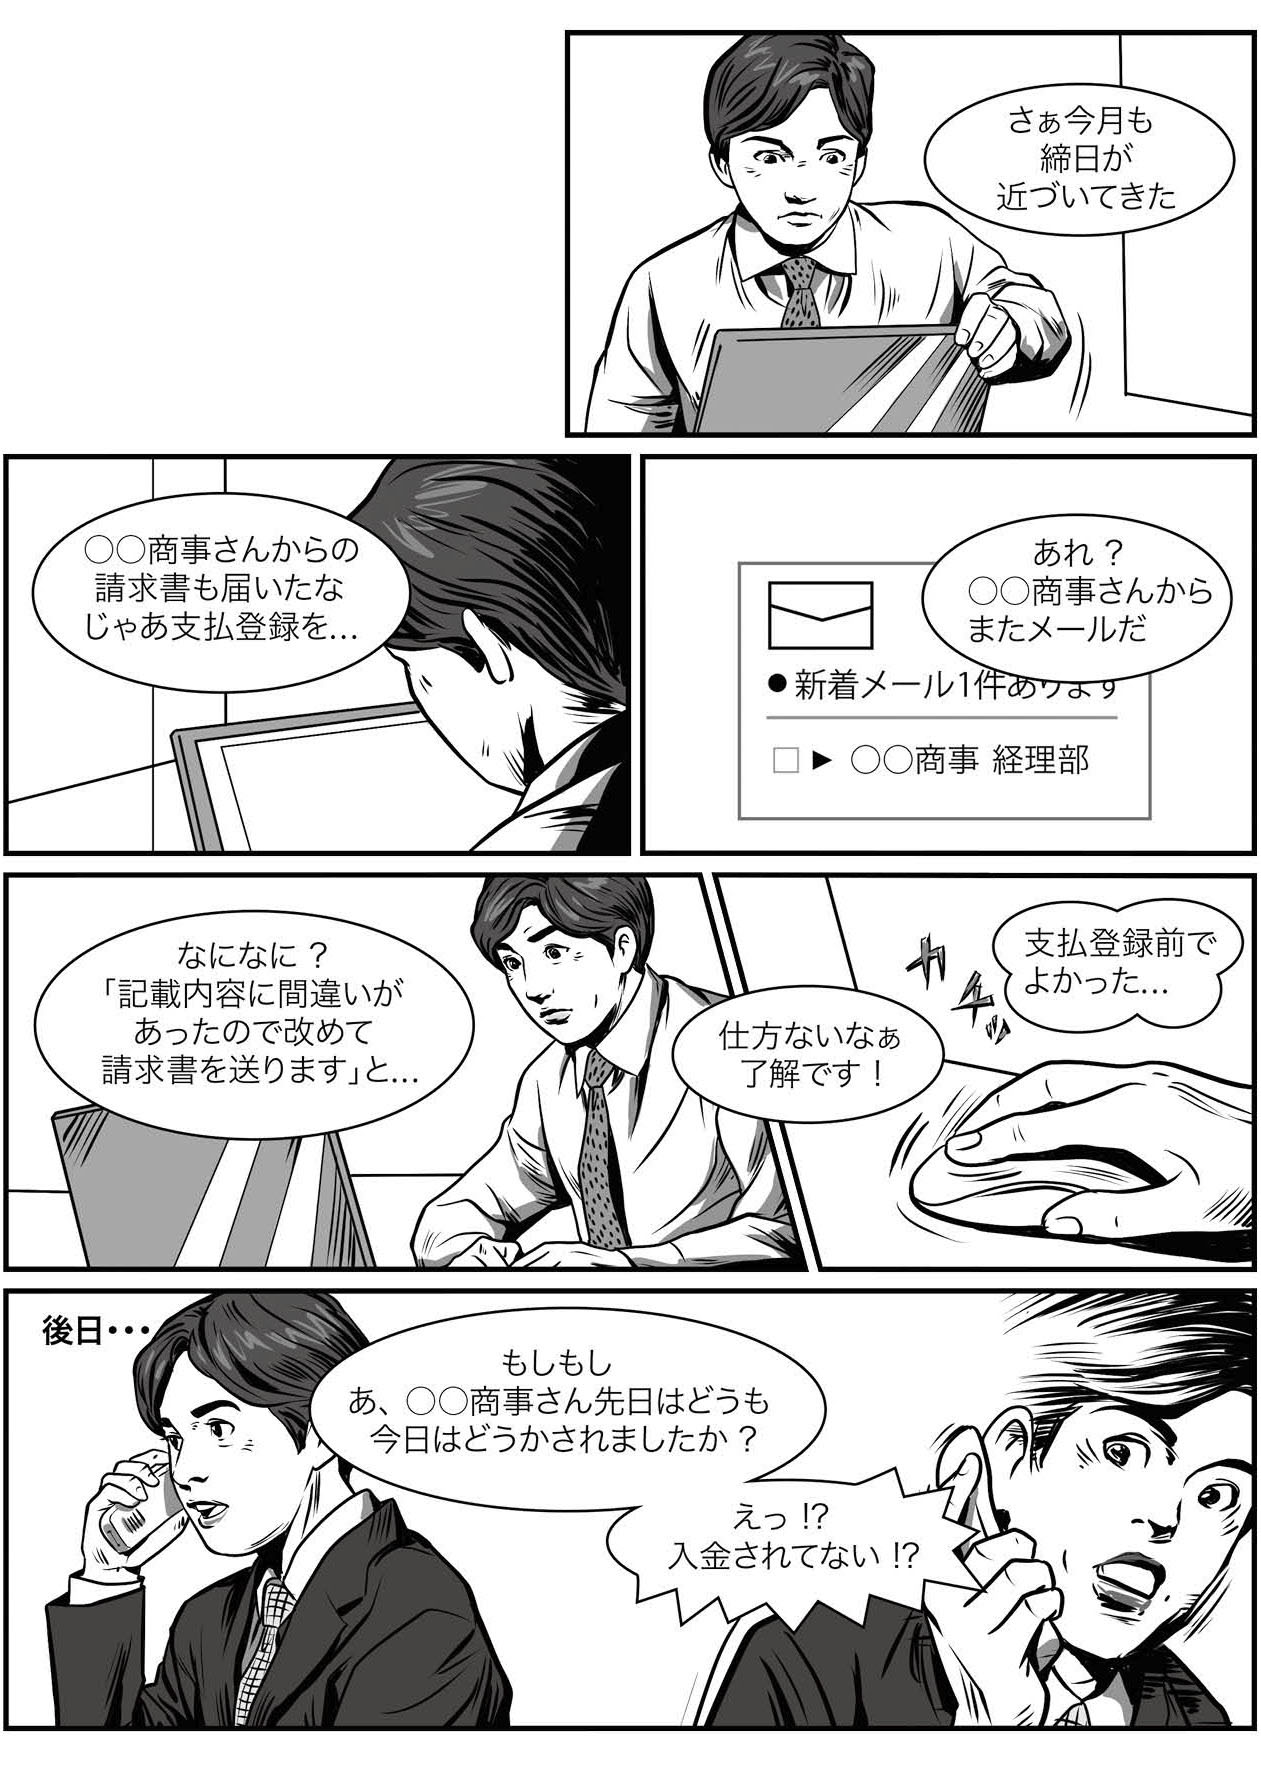 さぁ今月も
締日が
近づいてきた
○○商事さんからの
請求書も届いたな
じゃあ支払登録を…
あれ？
○○商事さんから
またメールだ
●新着メール1件あります
□▶ ○○商事 経理部
なになに？
「記載内容に間違いが
あったので改めて
請求書を送ります」と…
仕方ないなぁ
了解です！
支払登録前で
よかった…
カチッ
後日・・・
もしもし
あ、○○商事さん先日はどうも
今日はどうかされましたか？
えっ !?
入金されてない !?